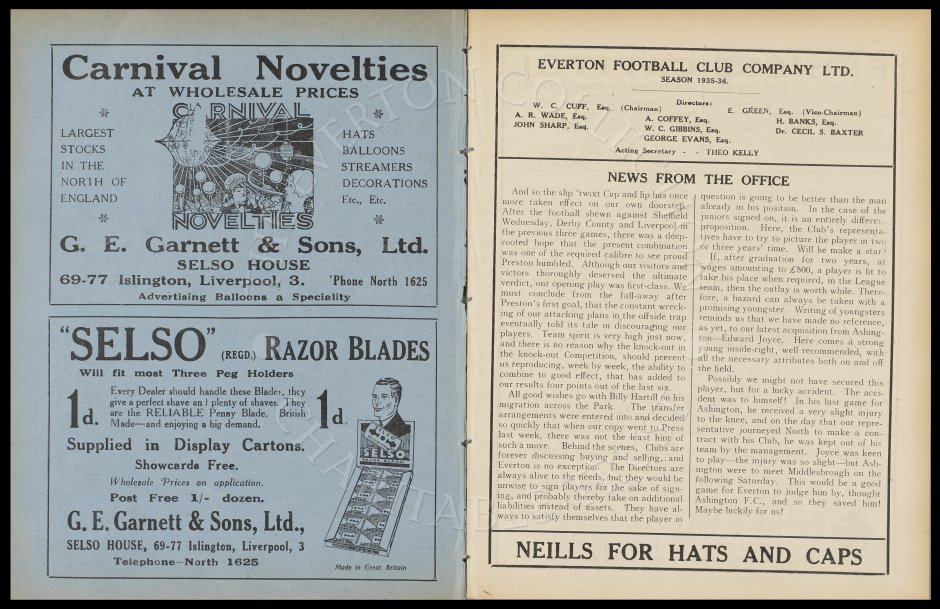 Carnival Novelties
AT WHOLESALE PRICES
LARGEST
STOCKS
IN THE
NORTH OF
ENGLAND
CARNIVAL
NOVELTIES
HATS
BALLOONS
STREAMERS
DECORATIONS
Etc., Etc.
G. E. Garnett & Sons, Ltd.
SELSO HOUSE
69-77 Islington, Liverpool, 3. 'Phone North 1625
Advertising Balloons a Speciality
"SELSO" (REGD.) RAZOR BLADES
Will fit most Three Peg Holders
1d.
Every Dealer should handle these Blades, they
give a perfect shave and plenty of shaves. They
are the RELIABLE Penny Blade. British
Made—and enjoying a big demand.
1d.
Supplied in Display Cartons.
Showcards Free.
Wholesale Prices on application.
Post Free 1/- dozen.
G. E. Garnett & Sons, Ltd.,
SELSO HOUSE, 69-77 Islington, Liverpool, 3
Telephone—North 1625
SELSO
Made in Great Britain
EVERTON FOOTBALL CLUB COMPANY LTD.
SEASON 1935-36.
Directors:
W. C. CUFF, Esq. (Chairman) E. GREEN, Esq. (Vice-Chairman)
A. R. WADE, Esq. A. COFFEY, Esq. H. BANKS, Esq.
JOHN SHARP, Esq. W. C. GIBBINS, Esq. Dr. CECIL S. BAXTER
GEORGE EVANS, Esq.
Acting Secretary - - THEO KELLY
NEWS FROM THE OFFICE
And so the slip 'twixt Cup and lip has once
more taken effect on our own doorstep.
After the football shewn against Sheffield
Wednesday, Derby County and Liverpool in
the previous three games, there was a deep-
rooted hope that the present combination
was one of the required calibre to see proud
Preston humbled. Although our visitors and
victors thoroughly deserved the ultimate
verdict, our opening play was first-class. We
must conclude from the fall-away after
Preston's first goal, that the constant wreck-
ing of our attacking plans in the offside trap
eventually told its tale in discouraging our
players. Team spirit is very high just now,
and there is no reason why the knock-out in
the knock-out Competition, should prevent
us reproducing, week by week, the ability to
combine to good effect, that has added to
our results four points out of the last six.
All good wishes go with Billy Hartill on his
migration across the Park. The transfer
arrangements were entered into and decided
so quickly that when our copy went to Press
last week, there was not the least hint of
such a move. Behind the scenes, Clubs are
forever discussing buying and selling, and
Everton is no exception. The Directors are
always alive to the needs, but they would be
unwise to sign players for the sake of sign-
ing, and probably thereby take on additional
liabilities instead of assets. They have al-
ways to satisfy themselves that the player in
question is going to be better than the man
already in position. In the case of the
juniors signed on, it is an entirely different
proposition. Here, the Club's representa-
tives have to try to picture the player in two
or three years' time. Will he make a star?
If, after graduation for two years, at
wages amounting to £500, a player is fit to
take his place when required, in the League
team, then the outlay is worth while. There-
fore, a hazard can always be taken with a
promising youngster. Writing of youngsters
reminds us that we have made no reference,
as yet, to our latest acquisition from Ashing-
ton—Edward Joyce. Here comes a strong
young inside-right, well recommended, with
all the necessary attributes both on and off
the field.
Possibly we might not have secured this
player, but for a lucky accident. The acci-
dent was to himself! In his last game for
Ashington, he received a very slight injury
to the knee, and on the day that our repre-
sentative journeyed North to make a con-
tract with his Club, he was kept out of his
team by the management. Joyce was keen
to play—the injury was so slight—but Ash-
ington were to meet Middlesbrough on the
following Saturday. This would be a good
game for Everton to judge him by, thought
Ashington F.C., and so they saved him!
Maybe luckily for us!
NEILLS FOR HATS AND CAPS